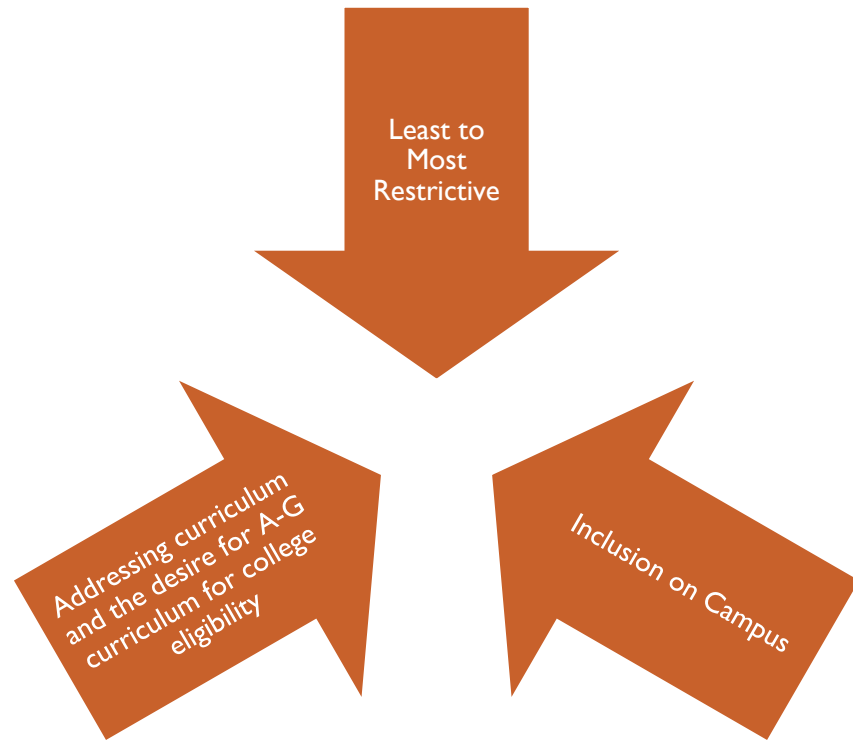 Least to
Most
Restrictive
Addressing curriculum
and the desire for A-G
curriculum for college
eligibility
Inclusion on Campus